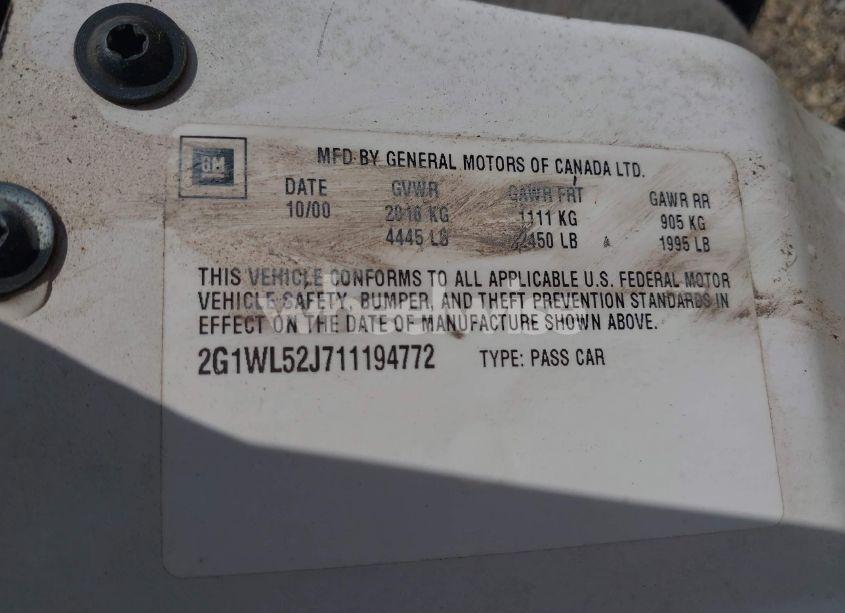 GM
MFD BY GENERAL MOTORS OF CANADA LTD.
DATE GVWR GAWR FRT GAWR RR
10/00 2016 KG 1111 KG 905 KG
4445 LB 2450 LB 1995 LB
THIS VEHICLE CONFORMS TO ALL APPLICABLE U.S. FEDERAL MOTOR
VEHICLE SAFETY, BUMPER, AND THEFT PREVENTION STANDARDS IN
EFFECT ON THE DATE OF MANUFACTURE SHOWN ABOVE.
2G1WL52J711194772 TYPE: PASS CAR